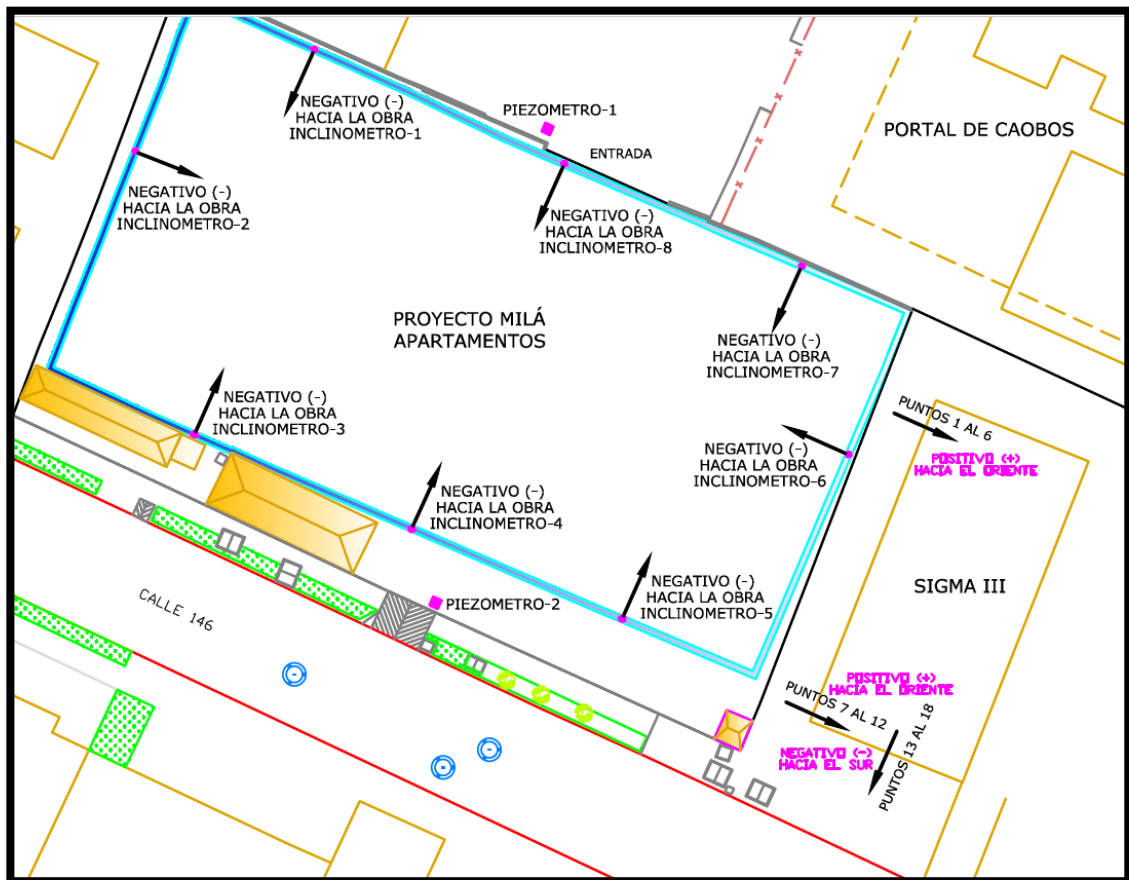 NEGATIVO (-)
HACIA LA OBRA
INCLINOMETRO-1
PIEZOMETRO-1
ENTRADA
PORTAL DE CAOBOS
NEGATIVO (-)
HACIA LA OBRA
INCLINOMETRO-2
NEGATIVO (-)
HACIA LA OBRA
INCLINOMETRO-8
PROYECTO MILÁ
APARTAMENTOS
NEGATIVO (-)
HACIA LA OBRA
INCLINOMETRO-7
NEGATIVO (-)
HACIA LA OBRA
INCLINOMETRO-3
PUNTOS 1 AL 6
POSITIVO (+)
HACIA EL ORIENTE
NEGATIVO (-)
HACIA LA OBRA
INCLINOMETRO-6
NEGATIVO (-)
HACIA LA OBRA
INCLINOMETRO-4
NEGATIVO (-)
HACIA LA OBRA
INCLINOMETRO-5
SIGMA III
CALLE 146
PIEZOMETRO-2
POSITIVO (+)
HACIA EL ORIENTE
PUNTOS 7 AL 12
NEGATIVO (-)
HACIA EL SUR
PUNTOS 13 AL 18